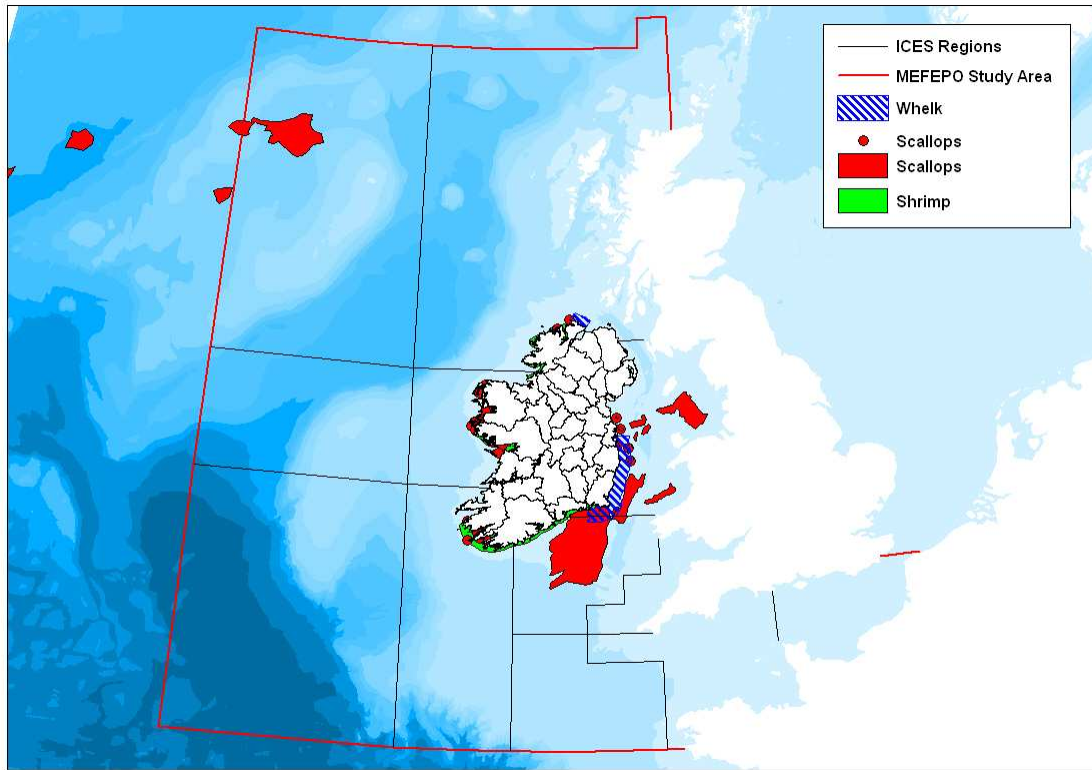 ICES Regions
MEFEPO Study Area
Whelk
Scallops
Scallops
Shrimp